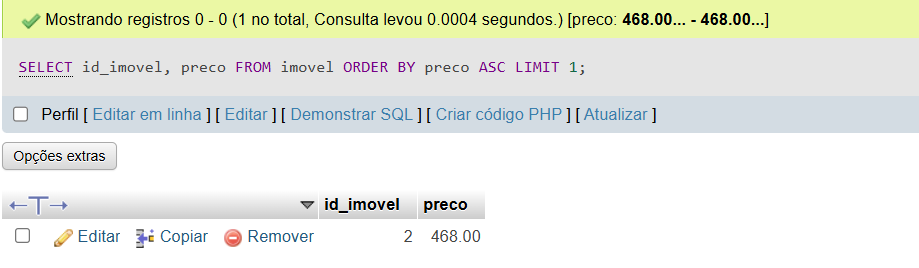 Mostrando registros 0 - 0 (1 no total, Consulta levou 0.0004 segundos.) [preco: 468.00... - 468.00...]
SELECT id_imovel, preco FROM imovel ORDER BY preco ASC LIMIT 1;
Perfil [ Editar em linha ] [ Editar ] [ Demonstrar SQL ] [ Criar código PHP ] [ Atualizar ]
Opções extras
id_imovel preco
Editar Copiar Remover 2 468.00